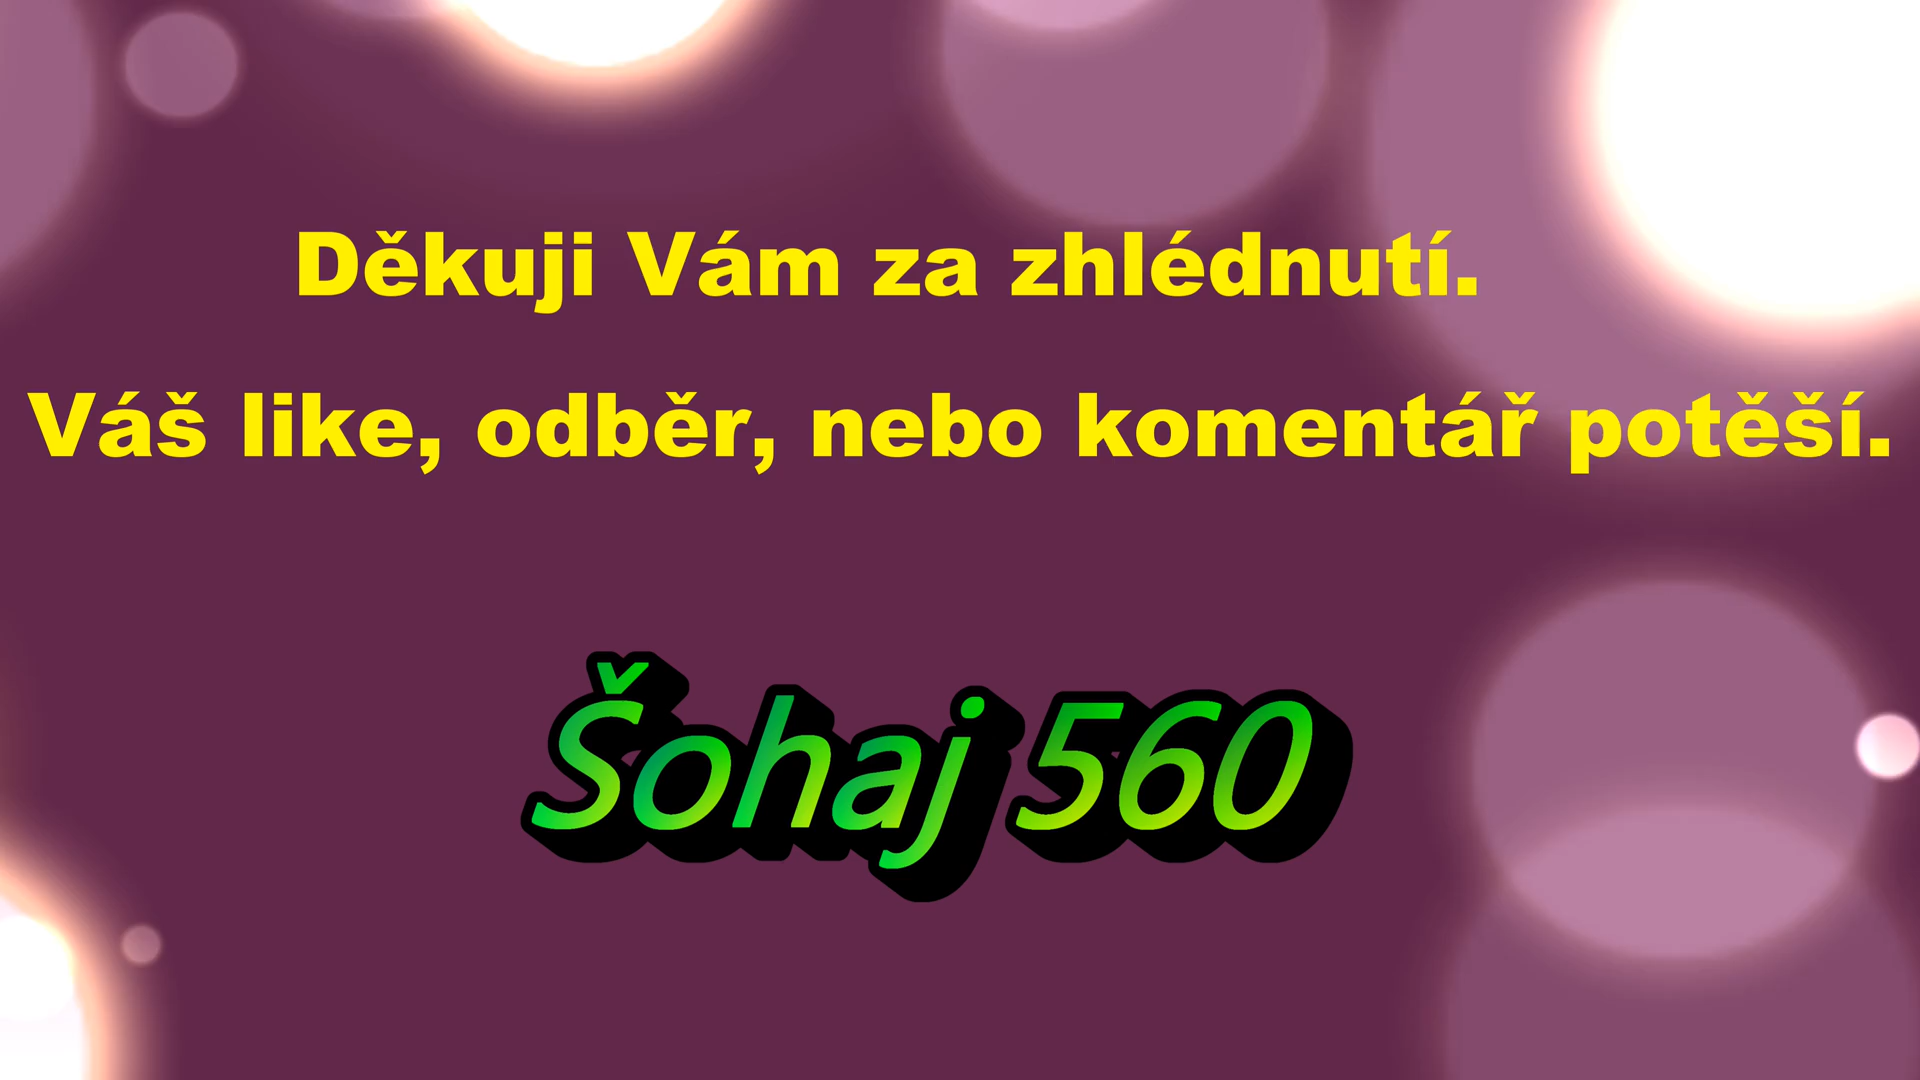 Děkuji Vám za zhlédnutí.
Váš like, odběr, nebo komentář potěší.
Šohaj 560